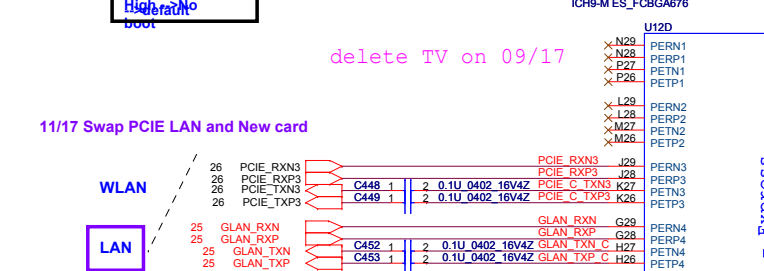 High-->No
-->default
boot
ICH9-M ES_FCBGA676
U12D
delete TV on 09/17
N29 PERN1
N28 PERP1
P27 PETN1
P26 PETP1
L29 PERN2
L28 PERP2
M27 PETN2
M26 PETP2
11/17 Swap PCIE LAN and New card
WLAN
26 PCIE_RXN3 PCIE_RXN3 J29 PERN3
26 PCIE_RXP3 PCIE_RXP3 J28 PERP3
26 PCIE_TXN3 C448 1 2 0.1U_0402_16V4Z PCIE_C_TXN3 K27 PETN3
26 PCIE_TXP3 C449 1 2 0.1U_0402_16V4Z PCIE_C_TXP3 K26 PETP3
LAN
25 GLAN_RXN GLAN_RXN G29 PERN4
25 GLAN_RXP GLAN_RXP G28 PERP4
25 GLAN_TXN C452 1 2 0.1U_0402_16V4Z GLAN_TXN_C H27 PETN4
25 GLAN_TXP C453 1 2 0.1U_0402_16V4Z GLAN_TXP_C H26 PETP4